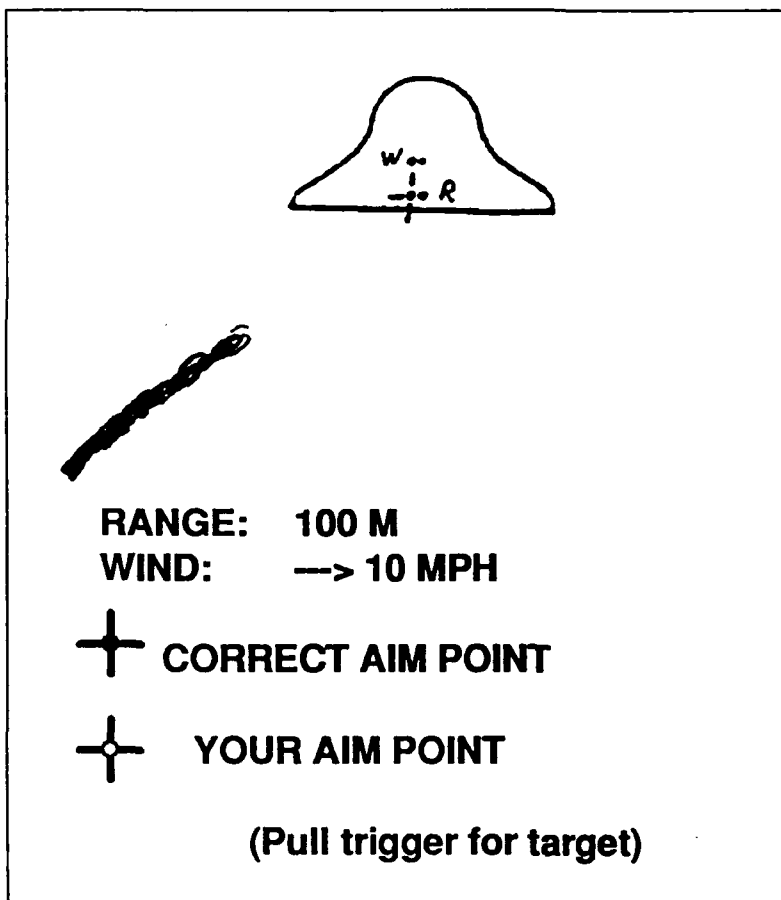 W
R
RANGE: 100 M
WIND: ---> 10 MPH
CORRECT AIM POINT
YOUR AIM POINT
(Pull trigger for target)